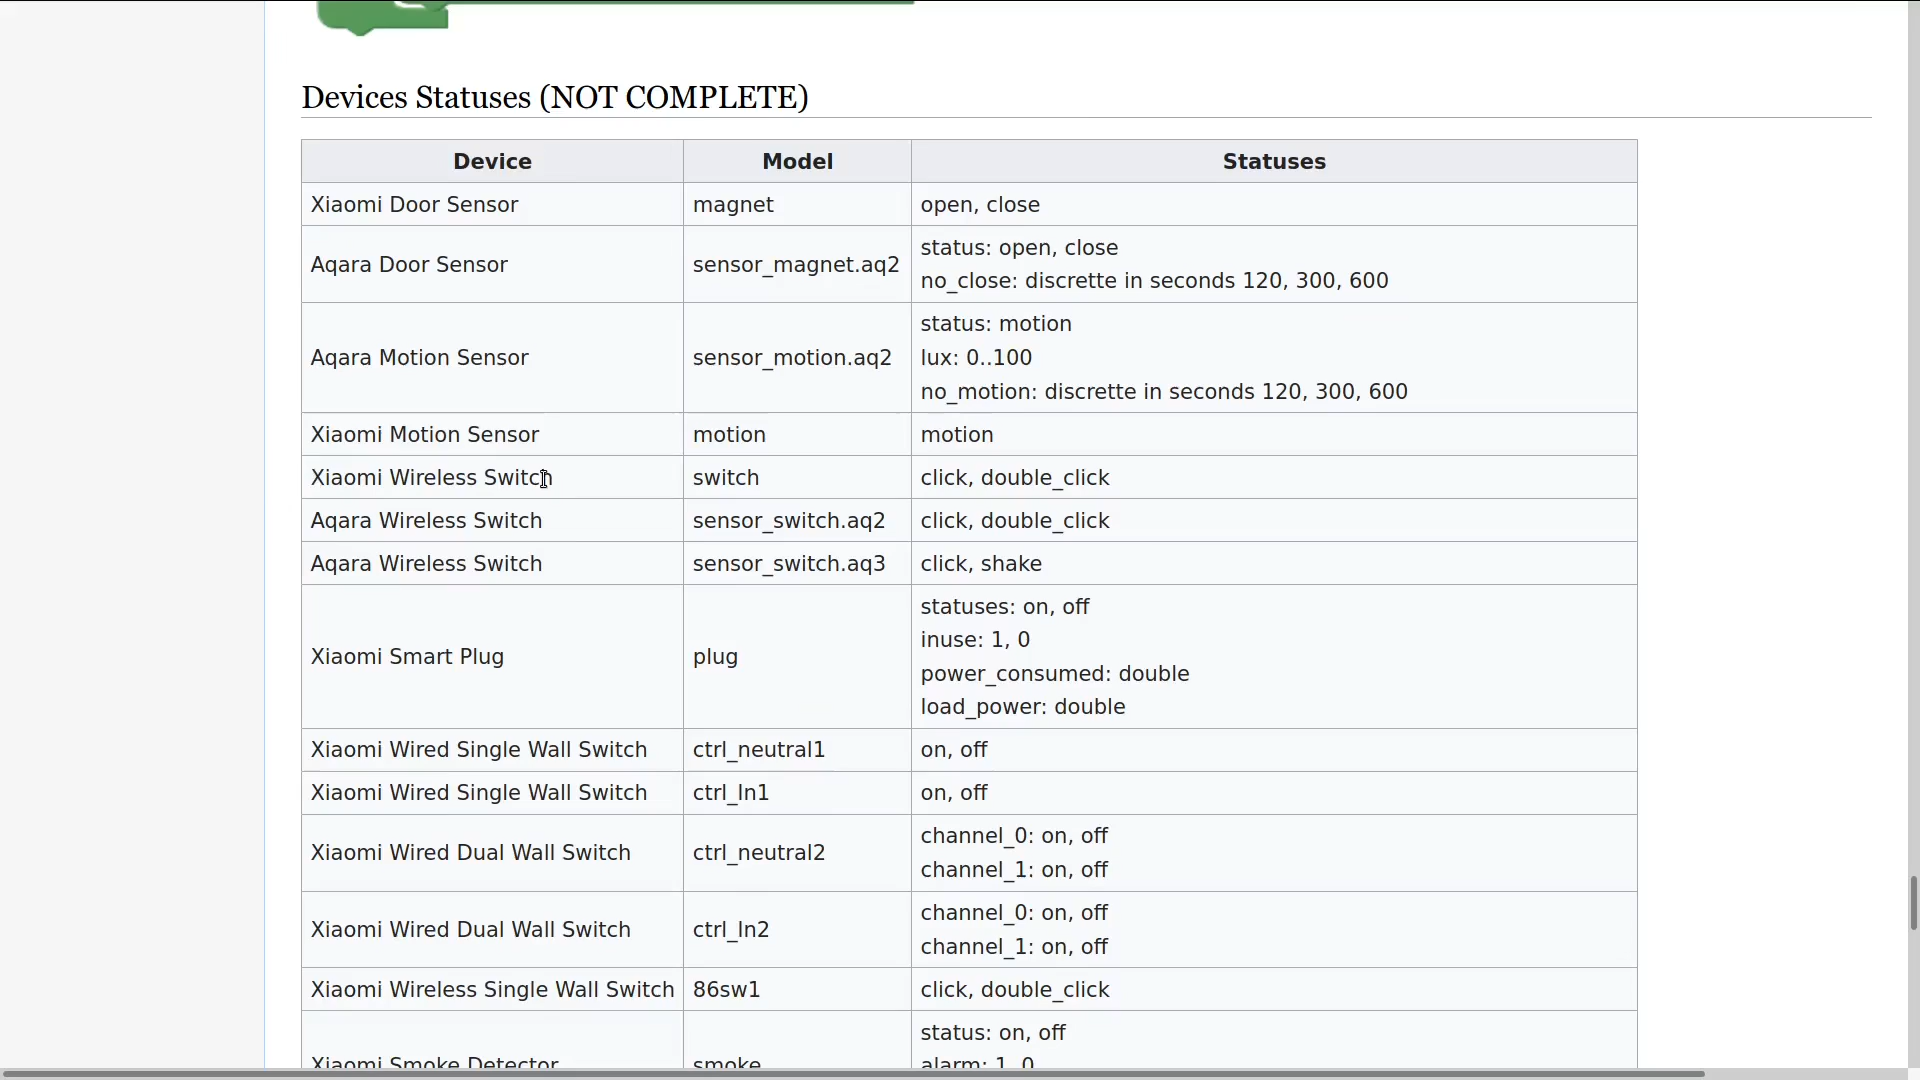 Devices Statuses (NOT COMPLETE)
Device Model Statuses
Xiaomi Door Sensor magnet open, close
Aqara Door Sensor sensor_magnet.aq2 status: open, close
no_close: discrette in seconds 120, 300, 600
Aqara Motion Sensor sensor_motion.aq2 status: motion
lux: 0..100
no_motion: discrette in seconds 120, 300, 600
Xiaomi Motion Sensor motion motion
Xiaomi Wireless Switch switch click, double_click
Aqara Wireless Switch sensor_switch.aq2 click, double_click
Aqara Wireless Switch sensor_switch.aq3 click, shake
Xiaomi Smart Plug plug statuses: on, off
inuse: 1, 0
power_consumed: double
load_power: double
Xiaomi Wired Single Wall Switch ctrl_neutral1 on, off
Xiaomi Wired Single Wall Switch ctrl_ln1 on, off
Xiaomi Wired Dual Wall Switch ctrl_neutral2 channel_0: on, off
channel_1: on, off
Xiaomi Wired Dual Wall Switch ctrl_ln2 channel_0: on, off
channel_1: on, off
Xiaomi Wireless Single Wall Switch 86sw1 click, double_click
Xiaomi Smoke Detector smoke status: on, off
alarm: 1, 0